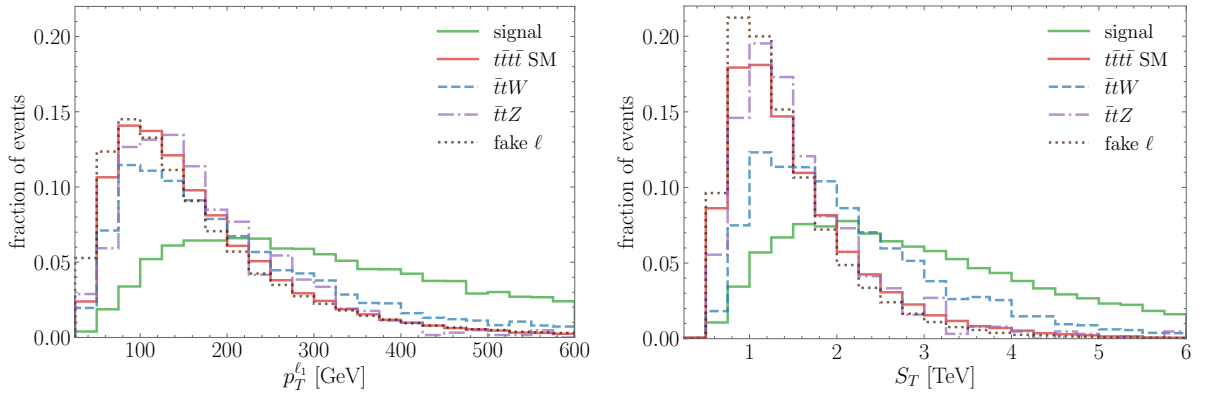 fraction of events
0.20
0.15
0.10
0.05
0.00
signal
tt̄tt̄ SM
t̄tW
t̄tZ
fake ℓ
100 200 300 400 500 600
p_T^{ℓ_1} [GeV]
fraction of events
0.20
0.15
0.10
0.05
0.00
signal
tt̄tt̄ SM
t̄tW
t̄tZ
fake ℓ
1 2 3 4 5 6
S_T [TeV]